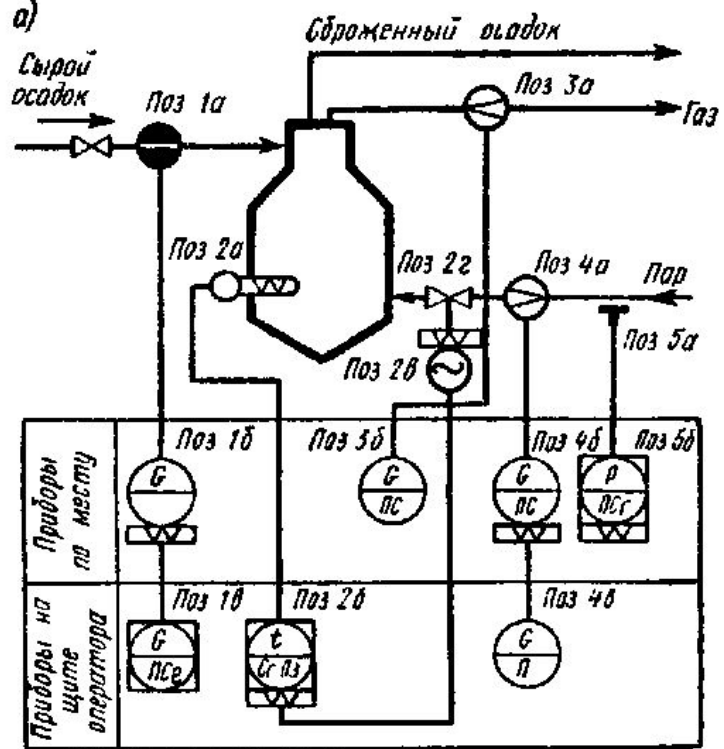 а)
Сброженный осадок
Сырой
осадок
Поз 1а
Поз 3а
Газ
Поз 2а
Поз 2г
Поз 4а
Пар
Поз 5а
Поз 2в
Приборы
по месту
Поз 1б
G
Поз 3б
G
ПС
Поз 4б
G
ПС
Поз 5б
P
ПСг
Приборы на
щите
оператора
Поз 1в
G
ПСг
Поз 2б
t
Сг Пз
Поз 4в
G
П